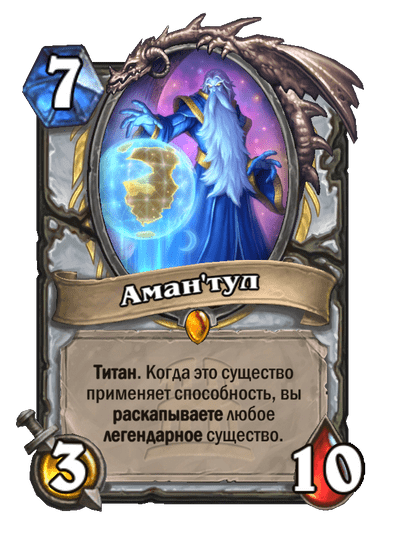 7
Аман'тул
Титан. Когда это существо
применяет способность, вы
раскапываете любое
легендарное существо.
3
10